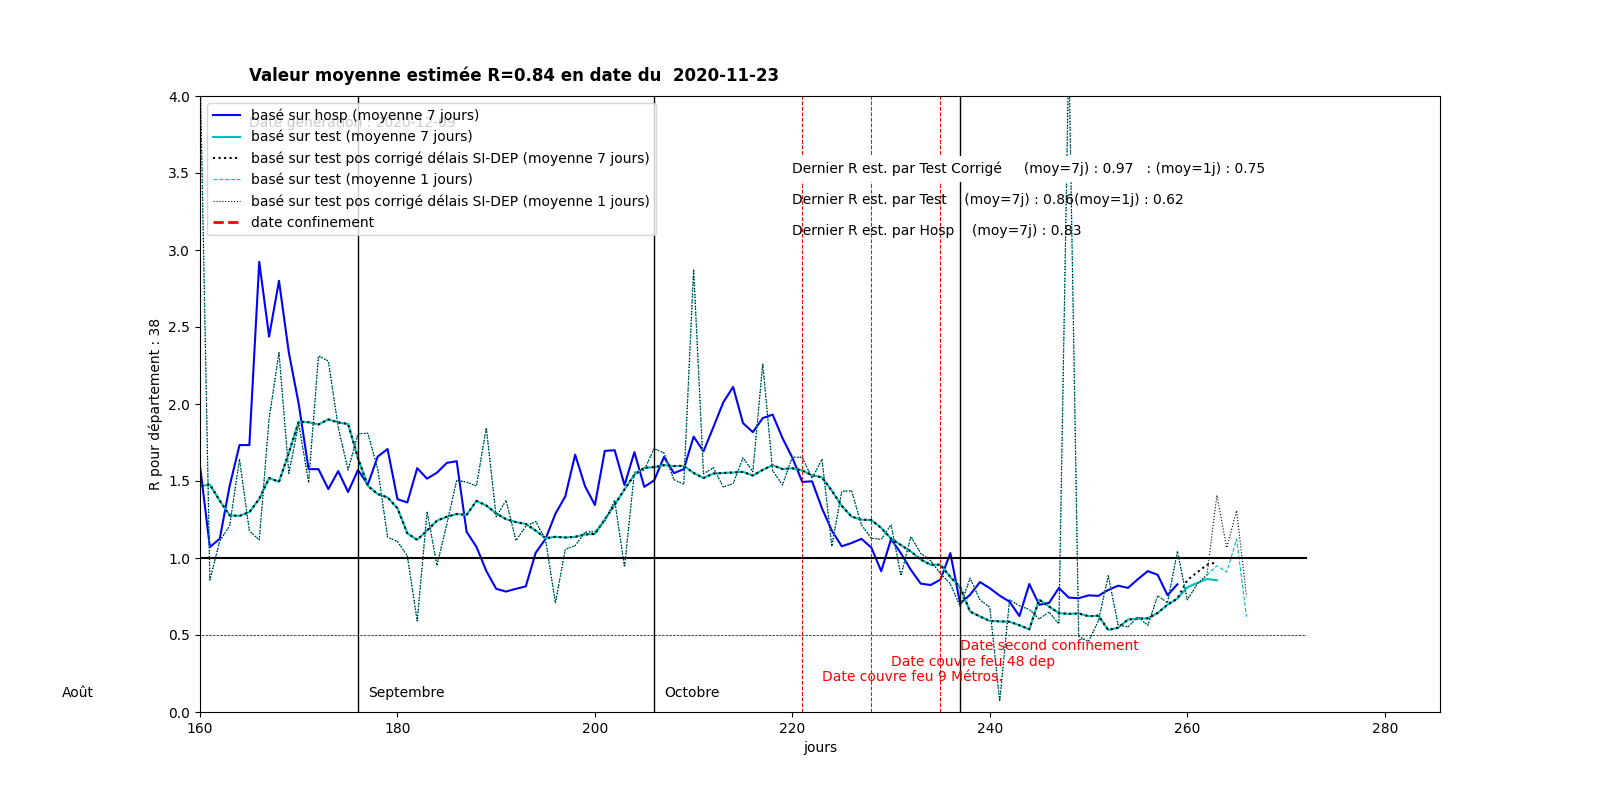 Valeur moyenne estimée R=0.84 en date du  2020-11-23
basé sur hosp (moyenne 7 jours)
Date génération : 2020-12-09
basé sur test (moyenne 7 jours)
basé sur test pos corrigé délais SI-DEP (moyenne 7 jours)
basé sur test (moyenne 1 jours)
basé sur test pos corrigé délais SI-DEP (moyenne 1 jours)
date confinement
Dernier R est. par Test Corrigé (moy=7j) : 0.97 : (moy=1j) : 0.75
Dernier R est. par Test (moy=7j) : 0.86(moy=1j) : 0.62
Dernier R est. par Hosp (moy=7j) : 0.83
4.0
3.5
3.0
2.5
2.0
1.5
1.0
0.5
0.0
R pour département : 38
Date second confinement
Date couvre feu 48 dep
Date couvre feu 9 Métros.
Août
Septembre
Octobre
160
180
200
220
240
260
280
jours